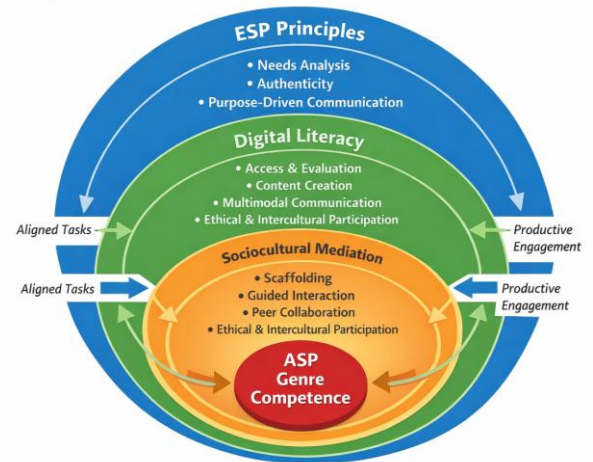 ESP Principles
• Needs Analysis
• Authenticity
• Purpose-Driven Communication
Digital Literacy
• Access & Evaluation
• Content Creation
• Multimodal Communication
• Ethical & Intercultural Participation
Aligned Tasks
Productive
Engagement
Sociocultural Mediation
• Scaffolding
• Guided Interaction
• Peer Collaboration
• Ethical & Intercultural Participation
Aligned Tasks
Productive
Engagement
ASP
Genre
Competence